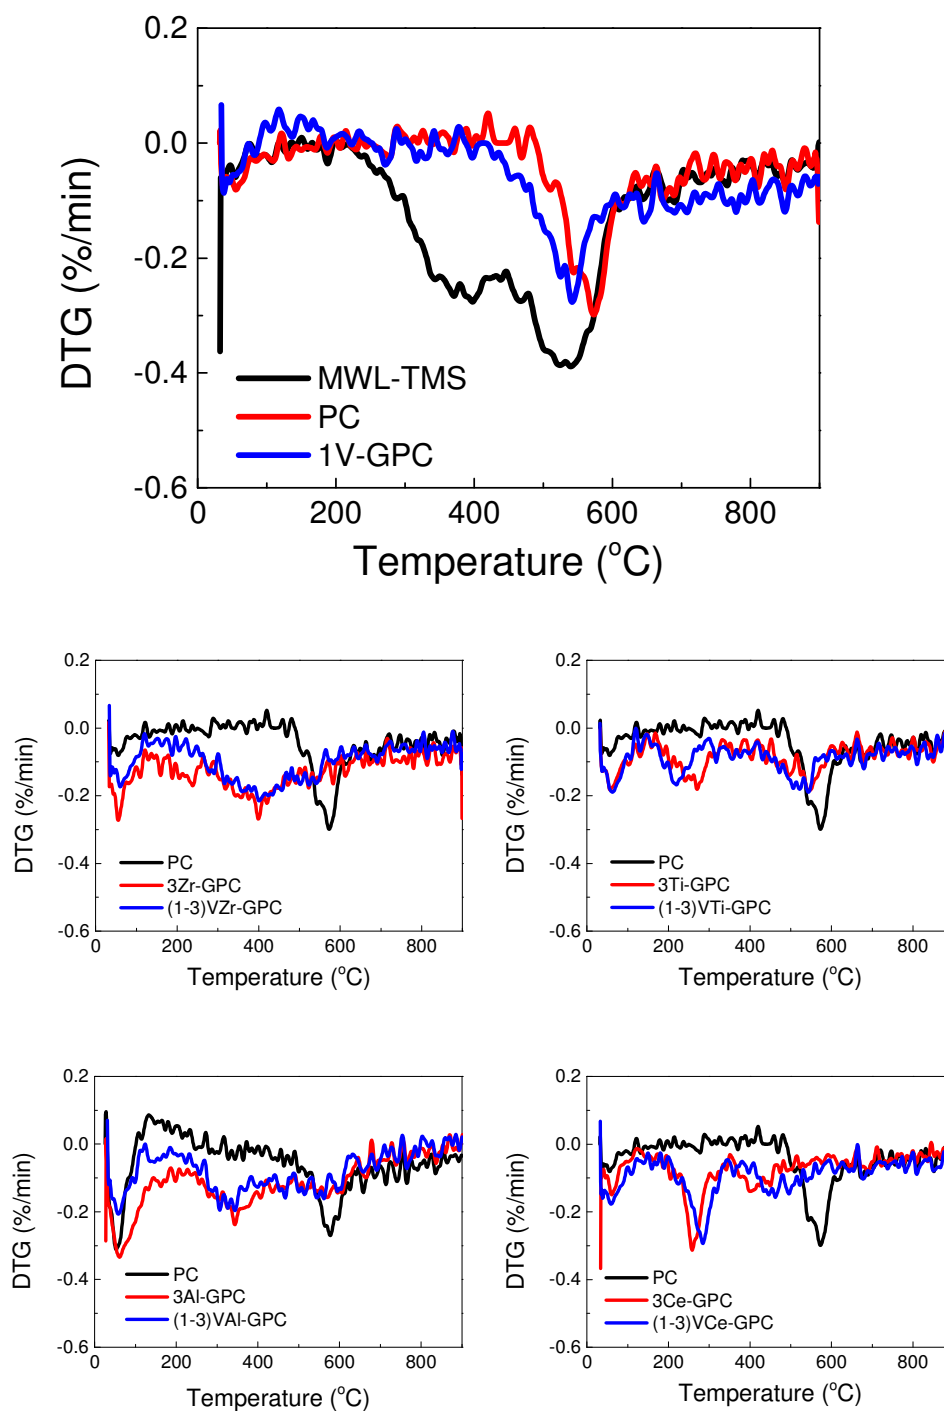 0.2
0.0
-0.2
-0.4
-0.6
DTG (%/min)
MWL-TMS
PC
1V-GPC
0 200 400 600 800
Temperature (°C)
0.2
0.0
-0.2
-0.4
-0.6
DTG (%/min)
PC
3Zr-GPC
(1-3)VZr-GPC
0 200 400 600 800
Temperature (°C)
0.2
0.0
-0.2
-0.4
-0.6
DTG (%/min)
PC
3Ti-GPC
(1-3)VTi-GPC
0 200 400 600 800
Temperature (°C)
0.2
0.0
-0.2
-0.4
-0.6
DTG (%/min)
PC
3Al-GPC
(1-3)VAl-GPC
0 200 400 600 800
Temperature (°C)
0.2
0.0
-0.2
-0.4
-0.6
DTG (%/min)
PC
3Ce-GPC
(1-3)VCe-GPC
0 200 400 600 800
Temperature (°C)